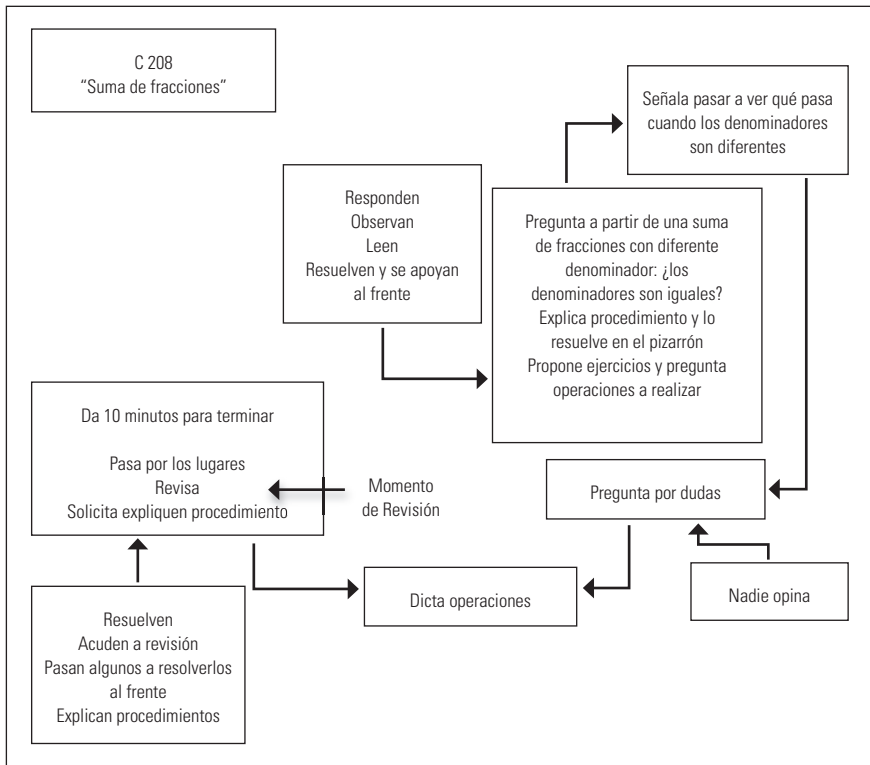 C 208
“Suma de fracciones”
Señala pasar a ver qué pasa
cuando los denominadores
son diferentes
Responden
Observan
Leen
Resuelven y se apoyan
al frente
Pregunta a partir de una suma
de fracciones con diferente
denominador: ¿los
denominadores son iguales?
Explica procedimiento y lo
resuelve en el pizarrón
Propone ejercicios y pregunta
operaciones a realizar
Da 10 minutos para terminar
Pasa por los lugares
Revisa
Solicita expliquen procedimiento
Momento
de Revisión
Pregunta por dudas
Resuelven
Acuden a revisión
Pasan algunos a resolverlos
al frente
Explican procedimientos
Dicta operaciones
Nadie opina